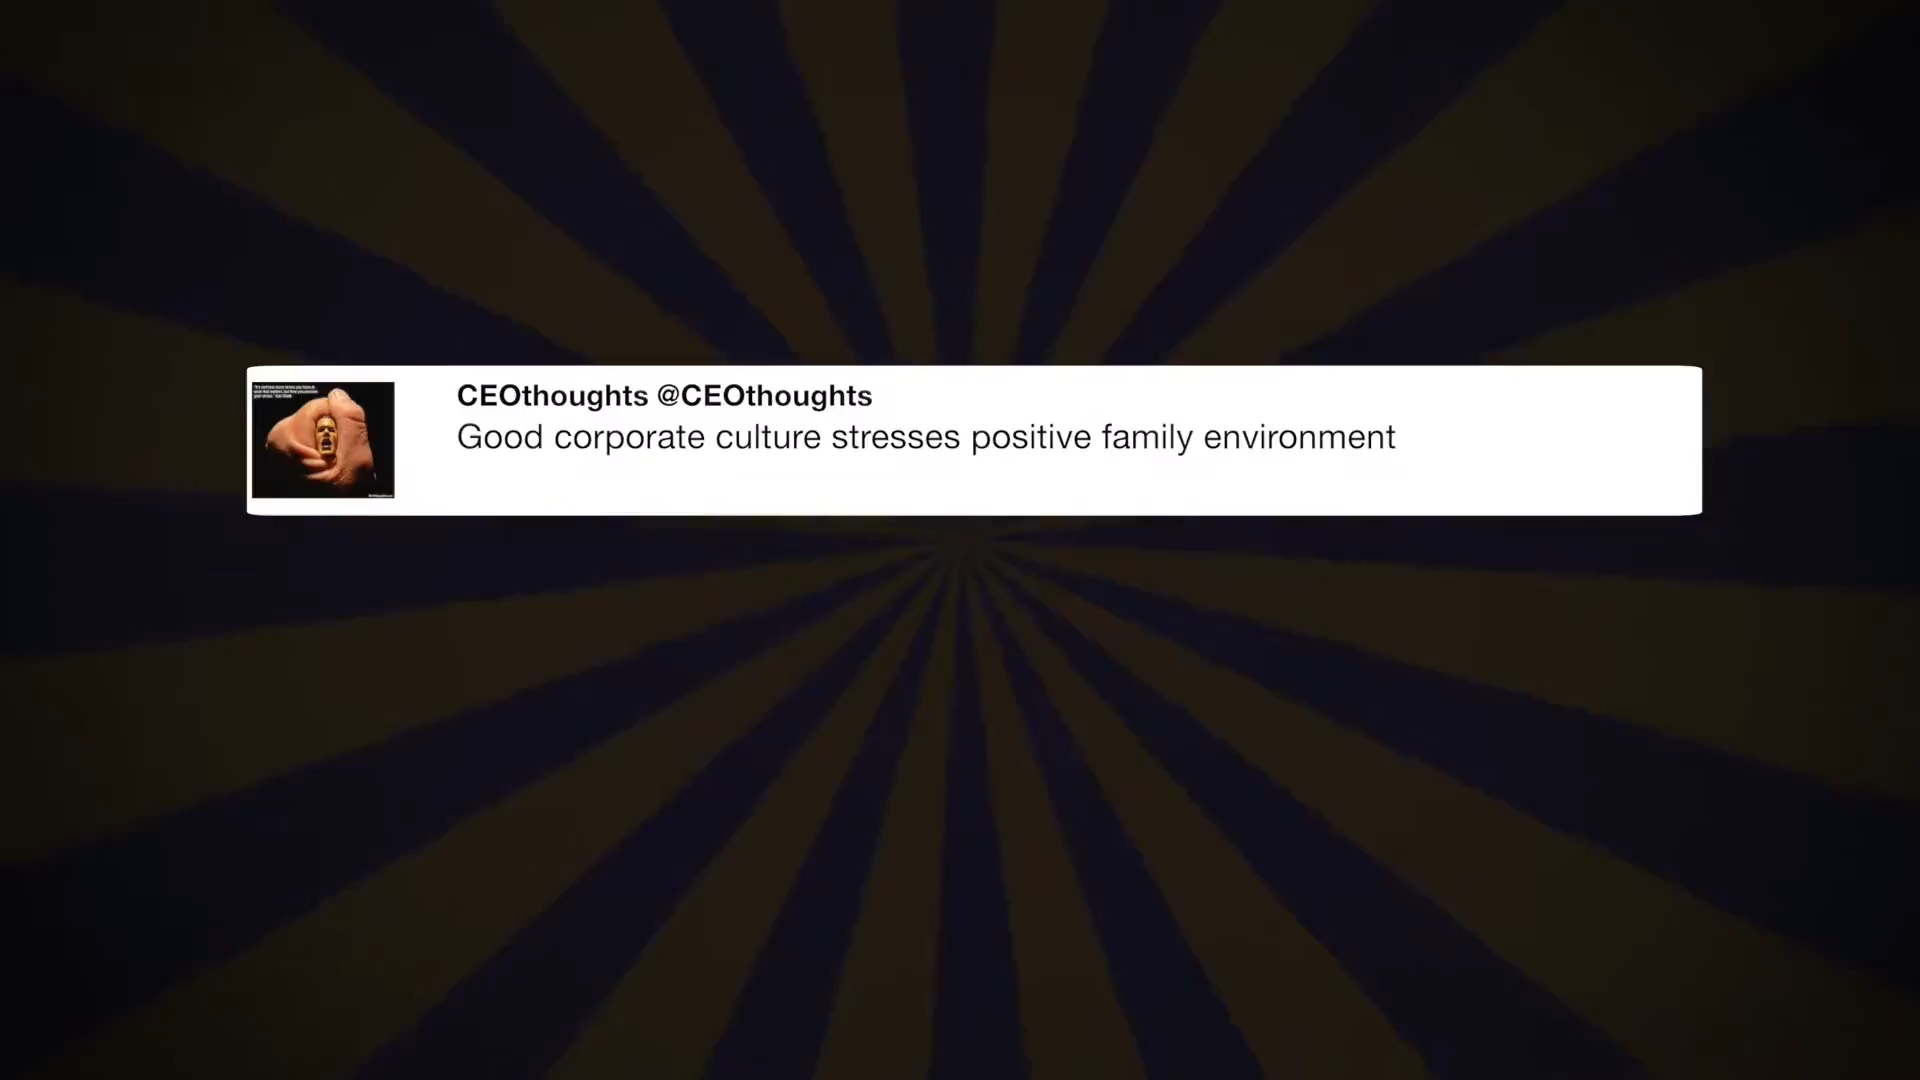 CEOthoughts @CEOthoughts
Good corporate culture stresses positive family environment